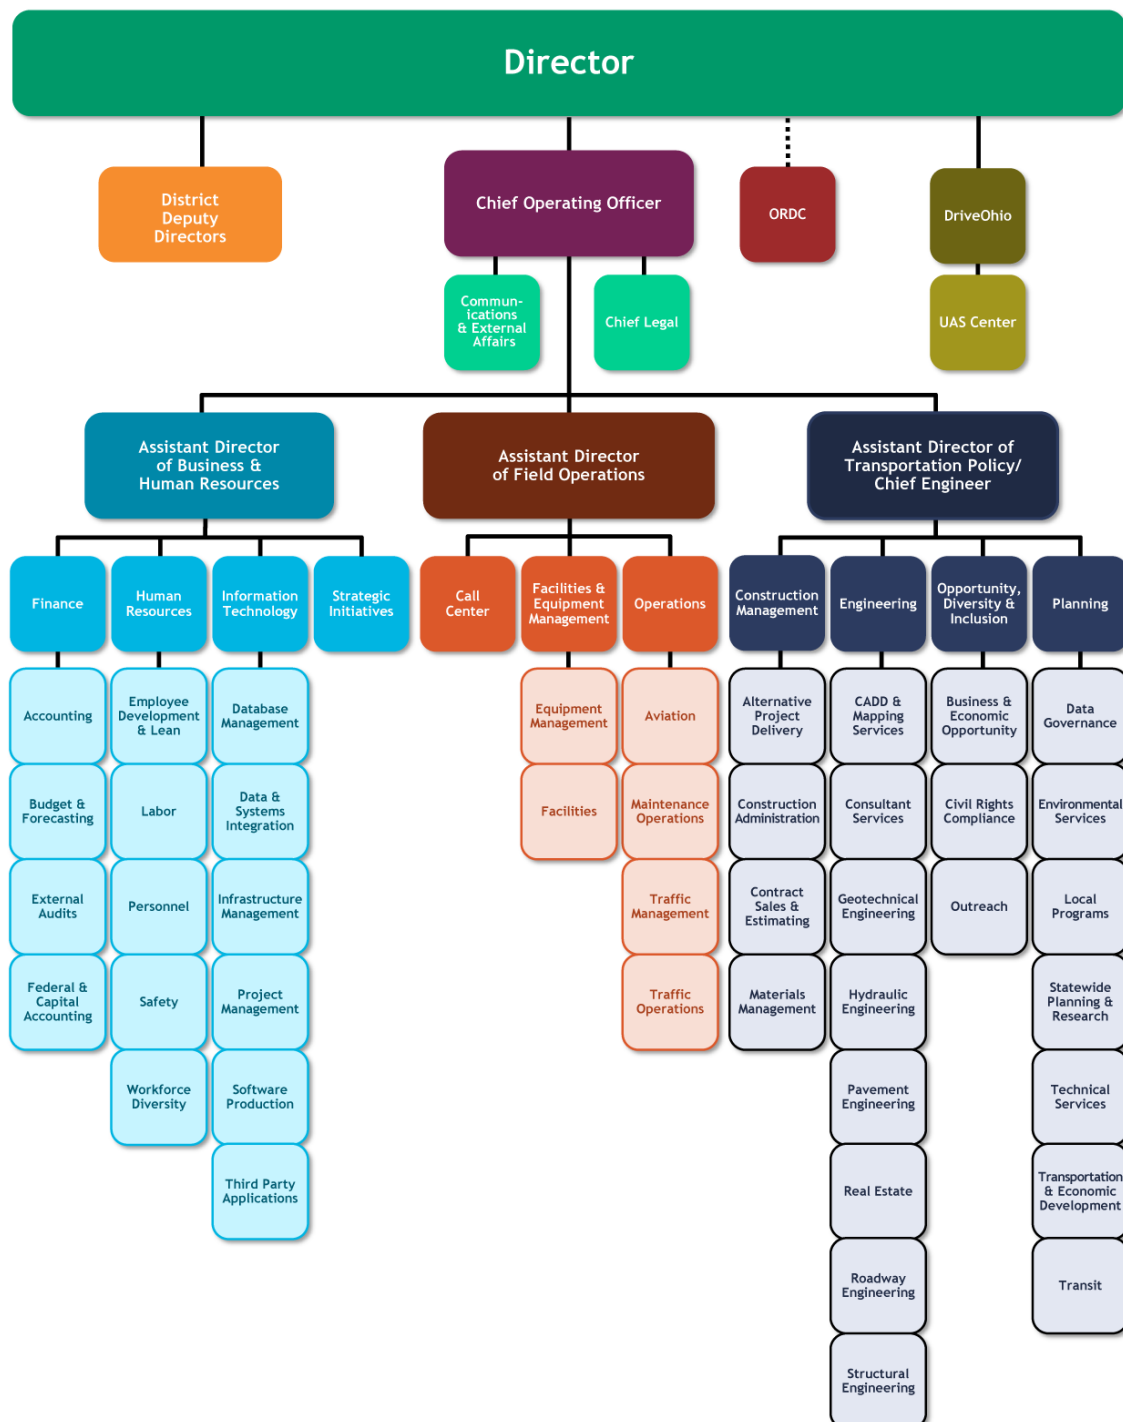 Director
District
Deputy
Directors
Chief Operating Officer
ORDC
DriveOhio
Commun-
ications
& External
Affairs
Chief Legal
UAS Center
Assistant Director
of Business &
Human Resources
Assistant Director
of Field Operations
Assistant Director of
Transportation Policy/
Chief Engineer
Finance
Human
Resources
Information
Technology
Strategic
Initiatives
Call
Center
Facilities &
Equipment
Management
Operations
Construction
Management
Engineering
Opportunity,
Diversity &
Inclusion
Planning
Accounting
Employee
Development
& Lean
Database
Management
Equipment
Management
Aviation
Alternative
Project
Delivery
CADD &
Mapping
Services
Business &
Economic
Opportunity
Data
Governance
Budget &
Forecasting
Labor
Data &
Systems
Integration
Facilities
Maintenance
Operations
Construction
Administration
Consultant
Services
Civil Rights
Compliance
Environmental
Services
External
Audits
Personnel
Infrastructure
Management
Traffic
Management
Contract
Sales &
Estimating
Geotechnical
Engineering
Outreach
Local
Programs
Federal &
Capital
Accounting
Safety
Project
Management
Traffic
Operations
Materials
Management
Hydraulic
Engineering
Statewide
Planning &
Research
Workforce
Diversity
Software
Production
Pavement
Engineering
Technical
Services
Third Party
Applications
Real Estate
Transportation
& Economic
Development
Roadway
Engineering
Transit
Structural
Engineering